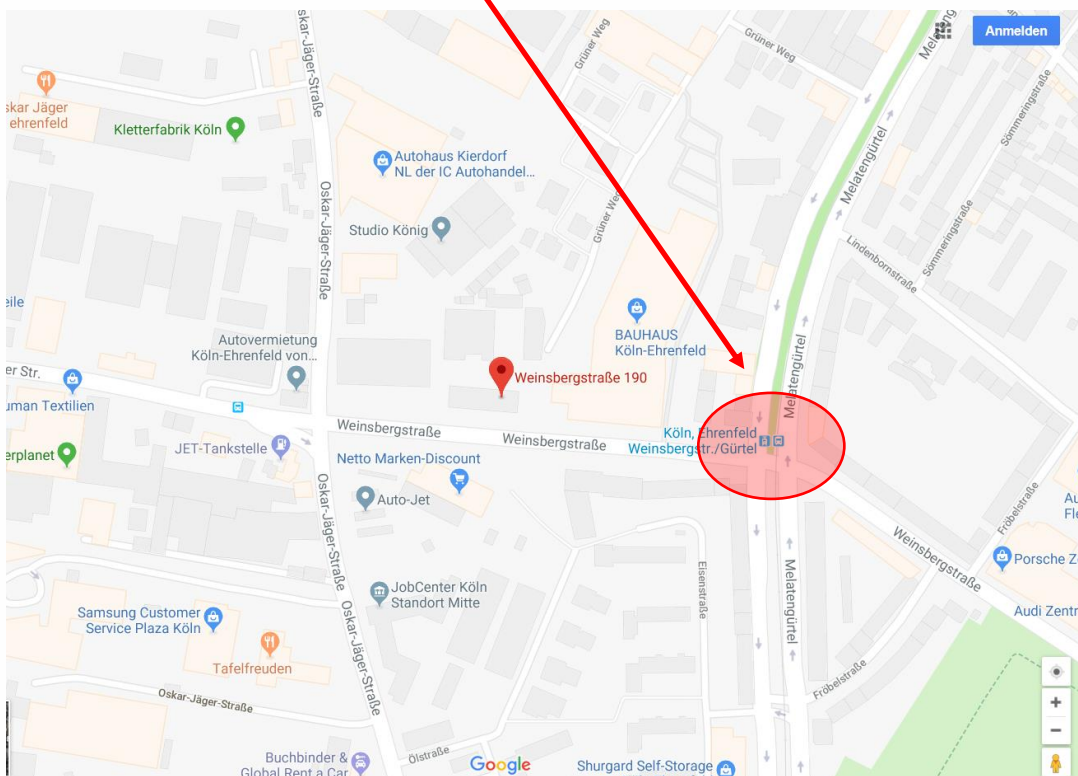 Oskar-Jäger-Straße
Grüner Weg
Grüner Weg
Anmelden
skar Jäger
ehrenfeld
Kletterfabrik Köln
Autohaus Kierdorf
NL der IC Autohandel...
Melatengürtel
Sömmeringstraße
Oskar-Jäger-Straße
Studio König
Grüner Weg
Sömmeringstraße
Lindenbornstraße
eile
BAUHAUS
Köln-Ehrenfeld
Autovermietung
Köln-Ehrenfeld von...
Melatengürtel
er Str.
Weinsbergstraße 190
uman Textilien
Weinsbergstraße
Weinsbergstraße
Köln, Ehrenfeld
Weinsbergstr./Gürtel
JET-Tankstelle
erplanet
Netto Marken-Discount
Auto-Jet
Oskar-Jäger-Straße
Fröbelstraße
Au
Fle
Weinsbergstraße
Porsche Z
Eisenstraße
Melatengürtel
JobCenter Köln
Standort Mitte
Samsung Customer
Service Plaza Köln
Audi Zentr
Oskar-Jäger-Straße
Tafelfreuden
Fröbelstraße
Oskar-Jäger-Straße
Buchbinder &
Global Rent a Car
Ölstraße
Google
Shurgard Self-Storage